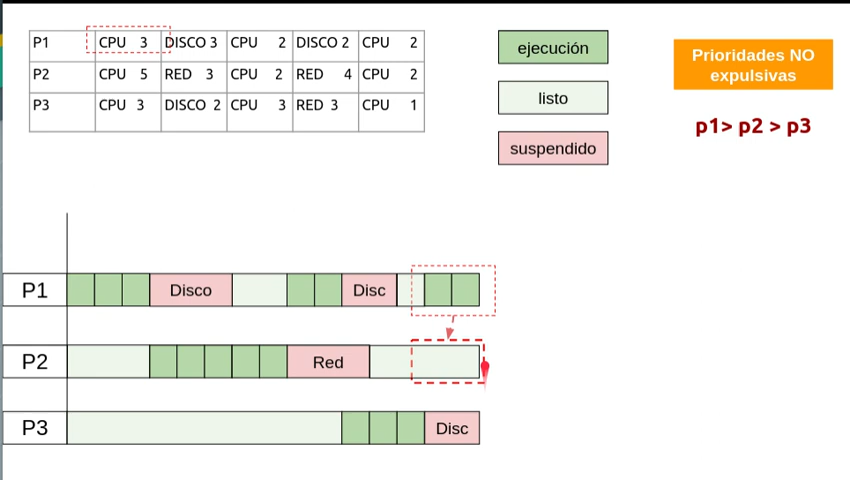 P1 CPU 3 DISCO 3 CPU 2 DISCO 2 CPU 2
P2 CPU 5 RED 3 CPU 2 RED 4 CPU 2
P3 CPU 3 DISCO 2 CPU 3 RED 3 CPU 1
ejecución
listo
suspendido
Prioridades NO
expulsivas
p1> p2 > p3
P1 Disco Disc
P2 Red
P3 Disc